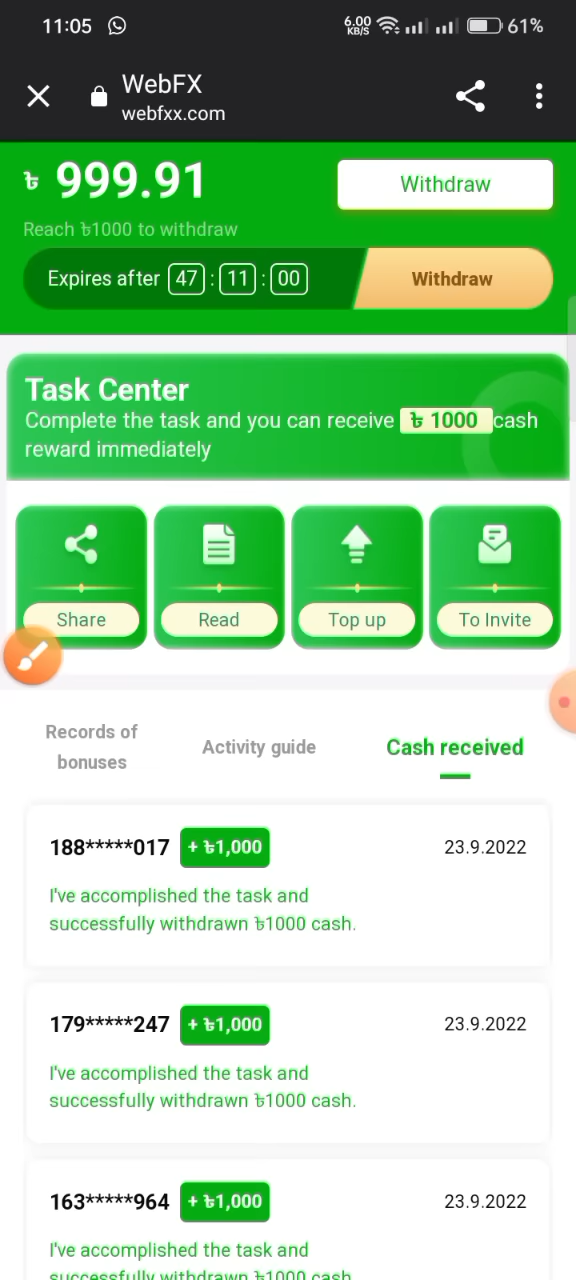 11:05
6.00
KB/S
61%
WebFX
webfxx.com
৳ 999.91
Withdraw
Reach ৳1000 to withdraw
Expires after 47 : 11 : 00
Withdraw
Task Center
Complete the task and you can receive ৳ 1000 cash
reward immediately
Share
Read
Top up
To Invite
Records of
bonuses
Activity guide
Cash received
188*****017 + ৳1,000 23.9.2022
I've accomplished the task and
successfully withdrawn ৳1000 cash.
179*****247 + ৳1,000 23.9.2022
I've accomplished the task and
successfully withdrawn ৳1000 cash.
163*****964 + ৳1,000 23.9.2022
I've accomplished the task and
successfully withdrawn ৳1000 cash